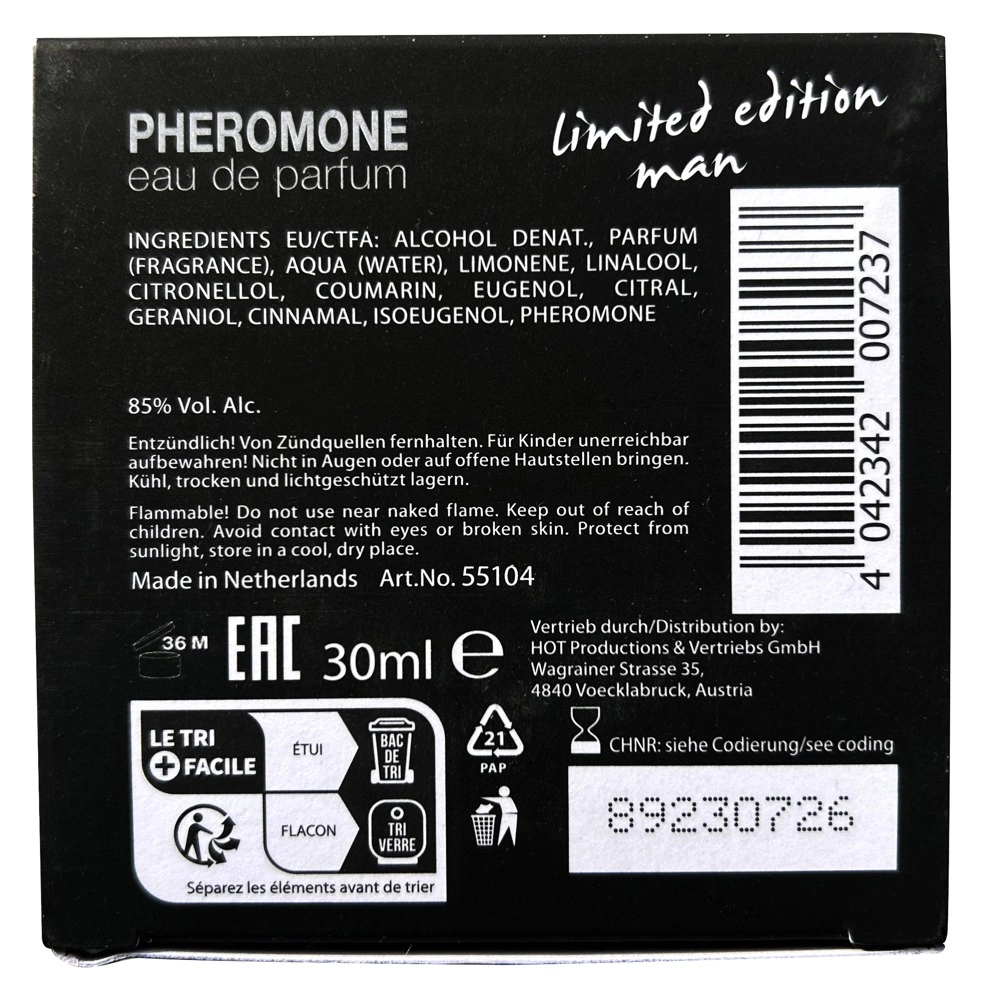 PHEROMONE
eau de parfum
limited edition
man
INGREDIENTS EU/CTFA: ALCOHOL DENAT., PARFUM
(FRAGRANCE), AQUA (WATER), LIMONENE, LINALOOL,
CITRONELLOL, COUMARIN, EUGENOL, CITRAL,
GERANIOL, CINNAMAL, ISOEUGENOL, PHEROMONE
85% Vol. Alc.
Entzündlich! Von Zündquellen fernhalten. Für Kinder unerreichbar
aufbewahren! Nicht in Augen oder auf offene Hautstellen bringen.
Kühl, trocken und lichtgeschützt lagern.
Flammable! Do not use near naked flame. Keep out of reach of
children. Avoid contact with eyes or broken skin. Protect from
sunlight, store in a cool, dry place.
Made in Netherlands Art.No. 55104
4 042342 007237
36 M
EAC
30ml e
Vertrieb durch/Distribution by:
HOT Productions & Vertriebs GmbH
Wagrainer Strasse 35,
4840 Voecklabruck, Austria
LE TRI
+ FACILE
ÉTUI
BAC
DE
TRI
FLACON
TRI
VERRE
Séparez les éléments avant de trier
21
PAP
CHNR: siehe Codierung/see coding
89230726